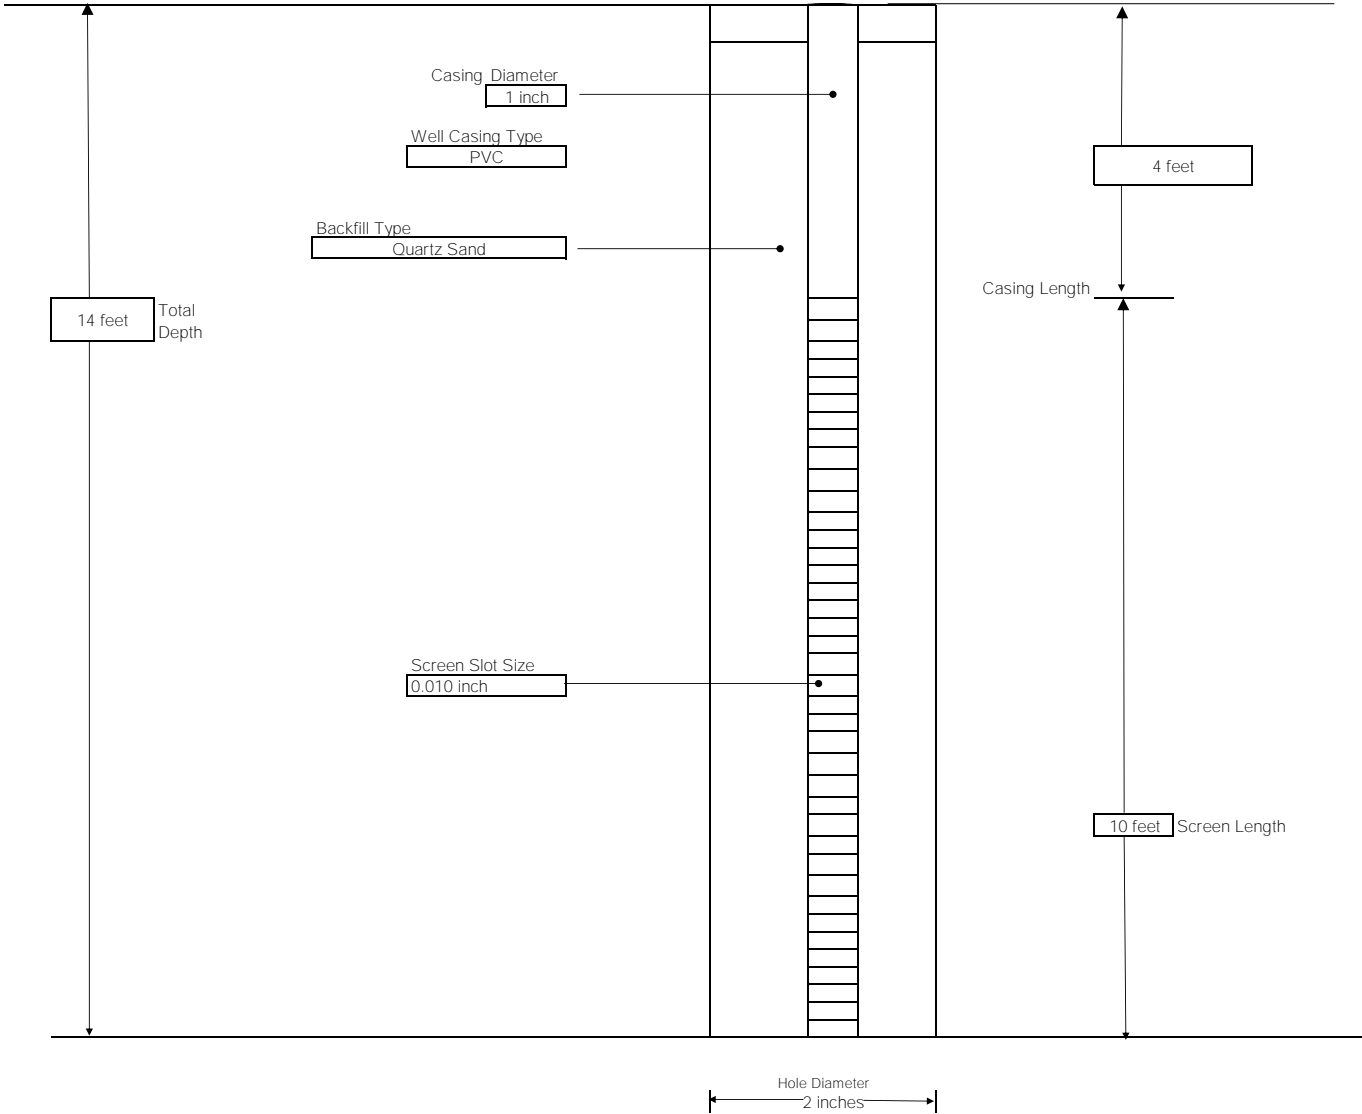 Casing Diameter
1 inch
Well Casing Type
PVC
4 feet
Backfill Type
Quartz Sand
Casing Length
14 feet
Total
Depth
Screen Slot Size
0.010 inch
10 feet Screen Length
Hole Diameter
2 inches